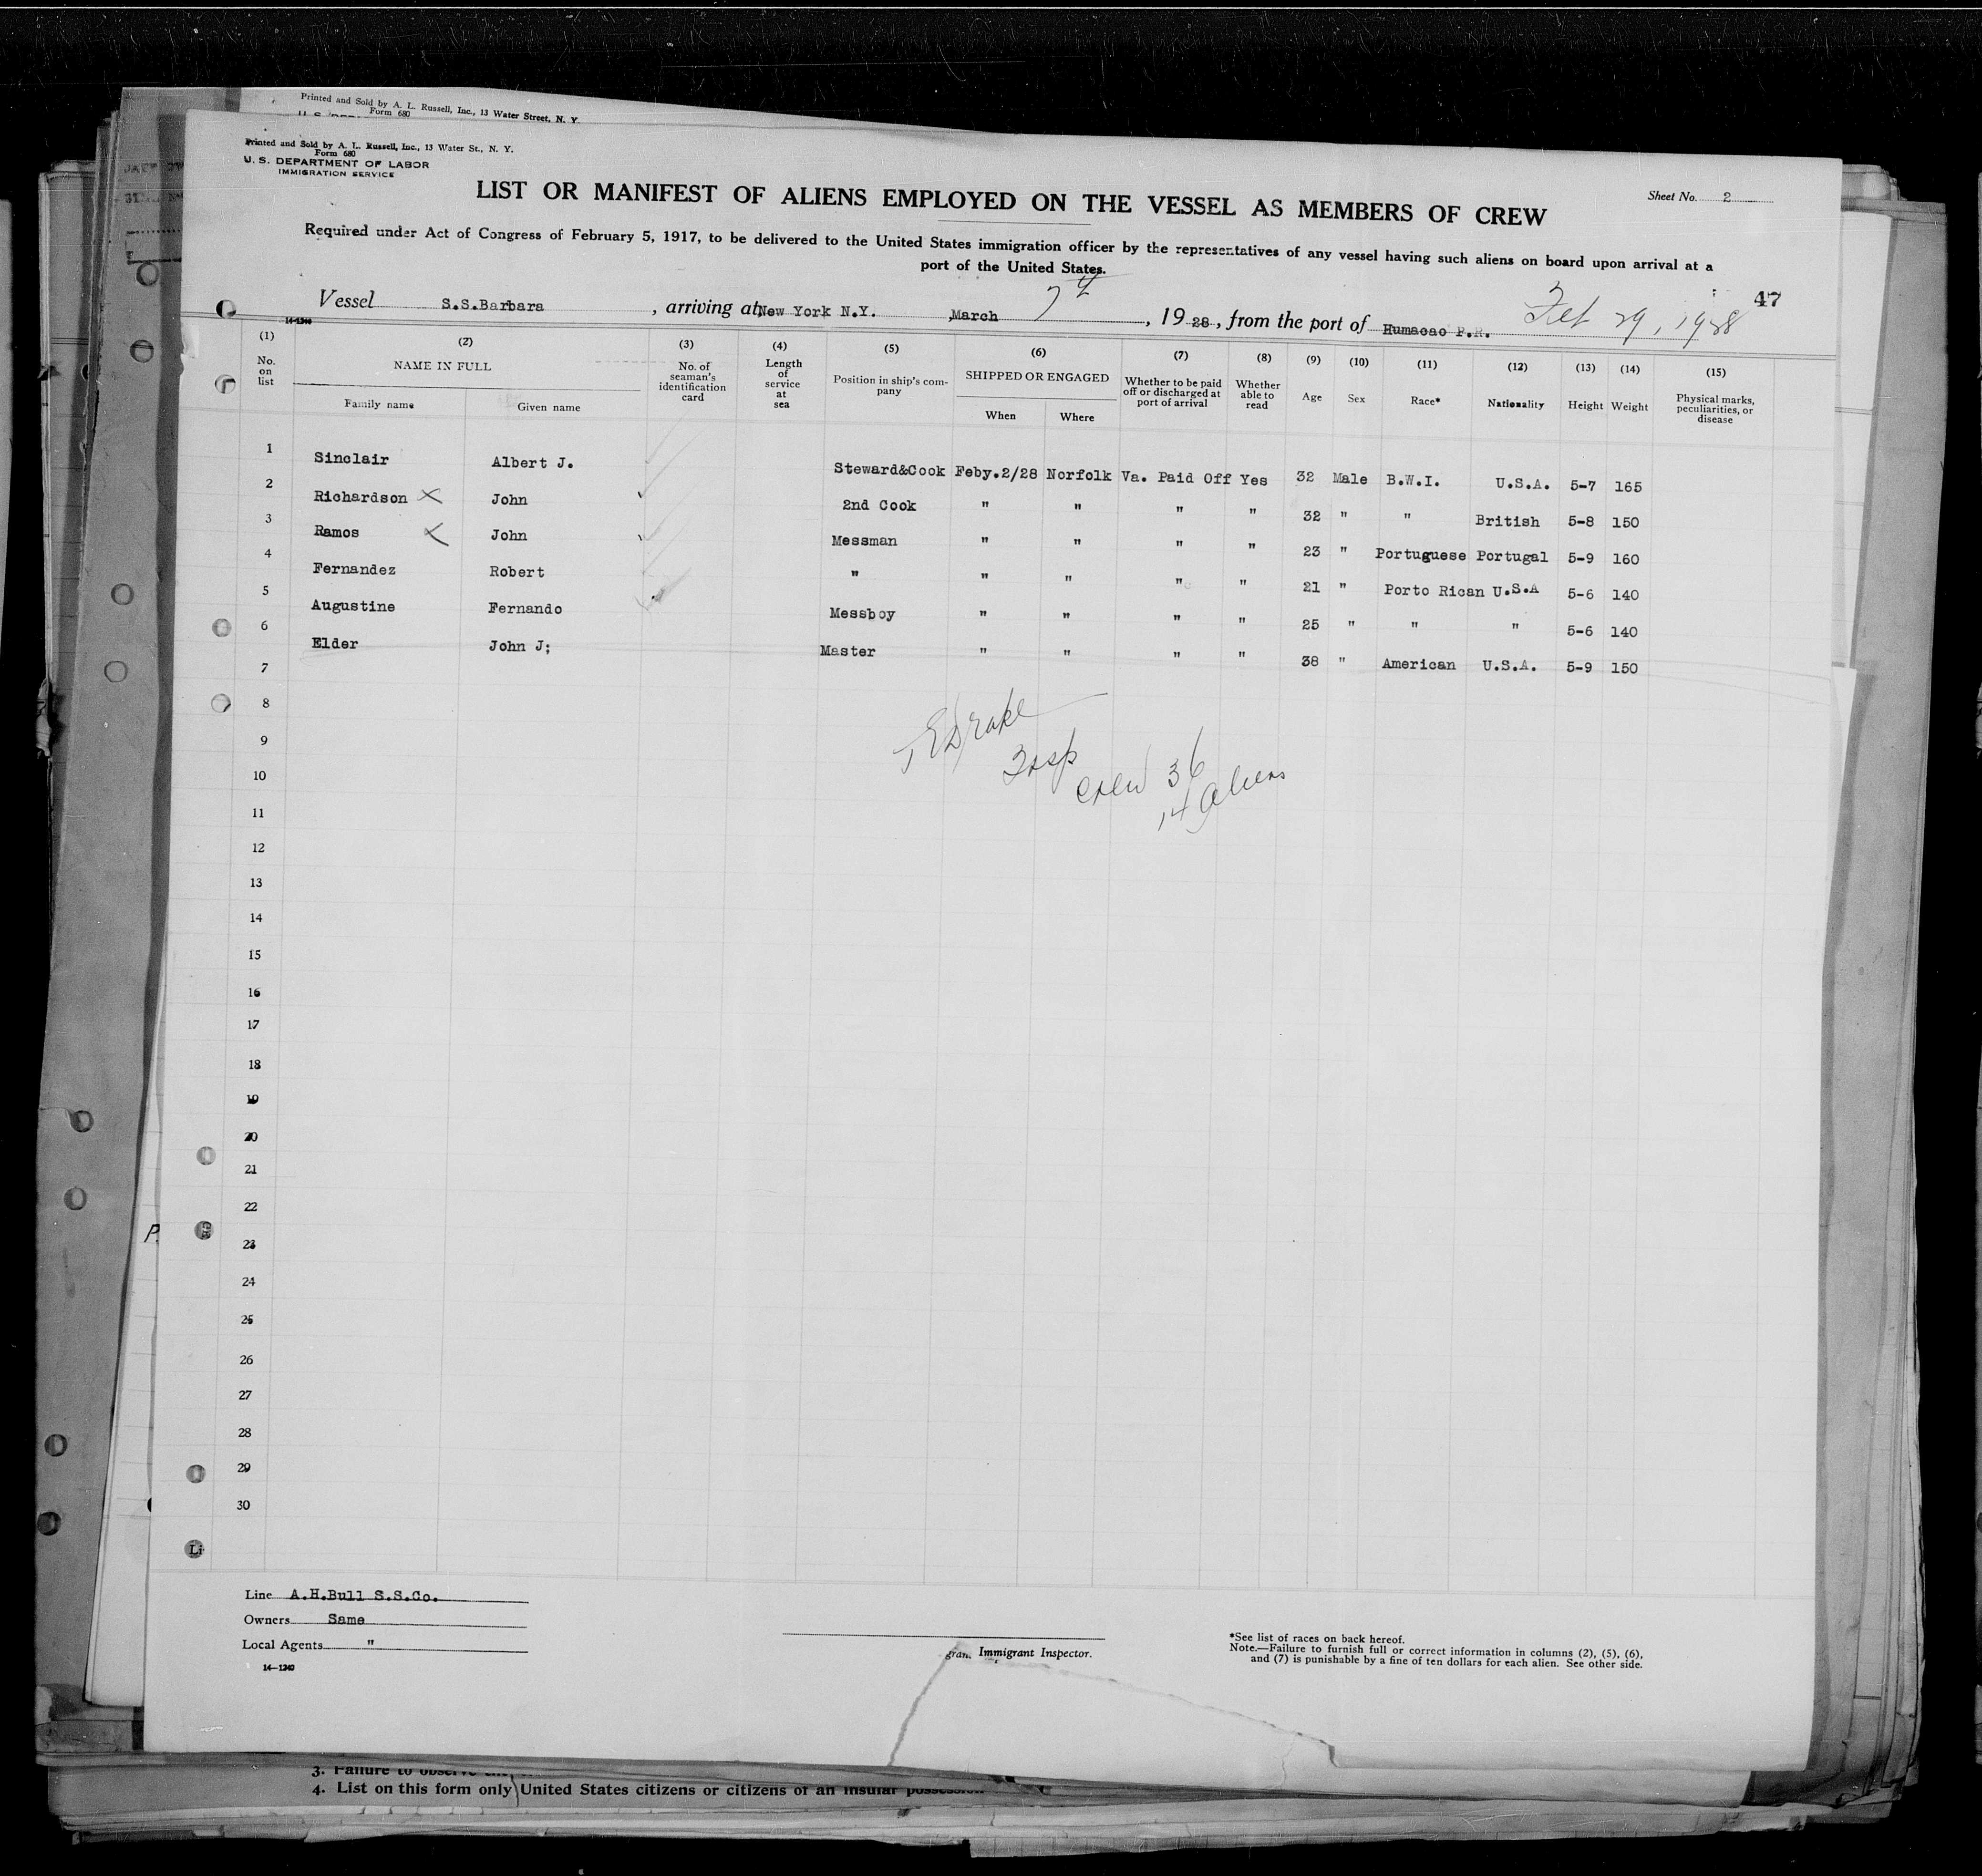 Printed and Sold by A. L. Russell, Inc., 13 Water Street, N. Y.
Form 680
Printed and Sold by A. L. Russell, Inc., 13 Water St., N. Y.
Form 680
U. S. DEPARTMENT OF LABOR
IMMIGRATION SERVICE
Sheet No. 2
LIST OR MANIFEST OF ALIENS EMPLOYED ON THE VESSEL AS MEMBERS OF CREW
Required under Act of Congress of February 5, 1917, to be delivered to the United States immigration officer by the representatives of any vessel having such aliens on board upon arrival at a
port of the United States.
47
Vessel S.S.Barbara, arriving at New York N.Y. ,March 7th, 1928, from the port of Humacao P.R. Feb 29, 1928
14-1240
(1) (2) (3) (4) (5) (6) (7) (8) (9) (10) (11) (12) (13) (14) (15)
No. on list NAME IN FULL No. of seaman's identification card Length of service at sea Position in ship's company SHIPPED OR ENGAGED Whether to be paid off or discharged at port of arrival Whether able to read Age Sex Race* Nationality Height Weight Physical marks, peculiarities, or disease
Family name Given name When Where
1 Sinclair Albert J. Steward&Cook Feby.2/28 Norfolk Va. Paid Off Yes 32 Male B.W.I. U.S.A. 5-7 165
2 Richardson X John 2nd Cook " " " " 32 " " British 5-8 150
3 Ramos X John Messman " " " " 23 " Portuguese Portugal 5-9 160
4 Fernandez Robert " " " " " 21 " Porto Rican U.S.A 5-6 140
5 Augustine Fernando Messboy " " " " 25 " " " 5-6 140
6 Elder John J; Master " " " " 38 " American U.S.A. 5-9 150
7
8
9
10
11
12
13
14
15
16
17
18
19
20
21
22
23
24
25
26
27
28
29
30
Drake
Insp
Crew 36
14 Aliens
P.
Li
Line A.H.Bull S.S.Co.
Owners Same
Local Agents "
14-1240
gran. Immigrant Inspector.
*See list of races on back hereof.
Note.—Failure to furnish full or correct information in columns (2), (5), (6),
and (7) is punishable by a fine of ten dollars for each alien. See other side.
3. Failure to observe
4. List on this form only United States citizens or citizens of an insular possession